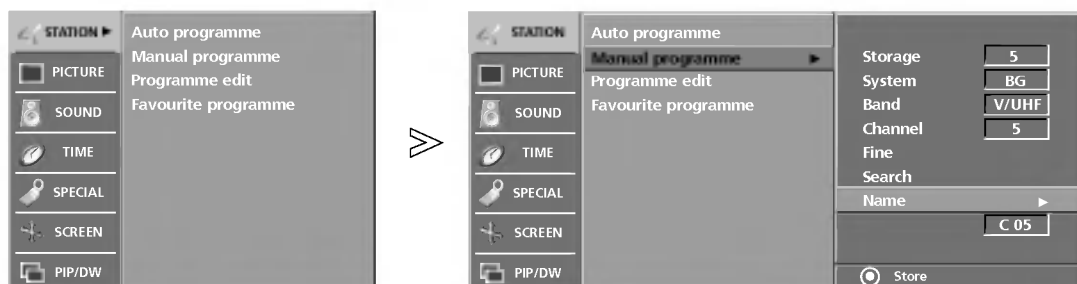 STATION ▶
PICTURE
SOUND
TIME
SPECIAL
SCREEN
PIP/DW
Auto programme
Manual programme
Programme edit
Favourite programme
STATION
PICTURE
SOUND
TIME
SPECIAL
SCREEN
PIP/DW
Auto programme
Manual programme ▶
Programme edit
Favourite programme
Storage 5
System BG
Band V/UHF
Channel 5
Fine
Search
Name ▶
C 05
Store